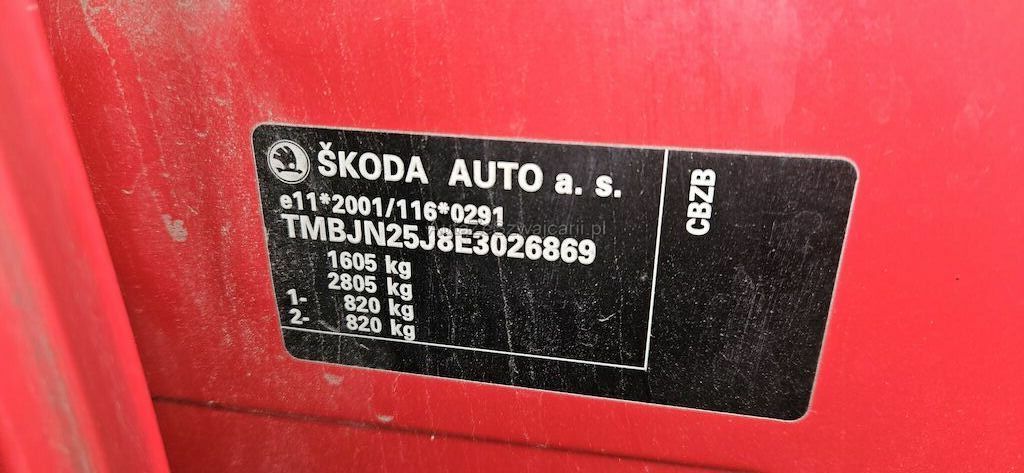 ŠKODA AUTO a. s.
e11*2001/116*0291
TMBJN25J8E3026869
1605 kg
2805 kg
1- 820 kg
2- 820 kg
CBZB